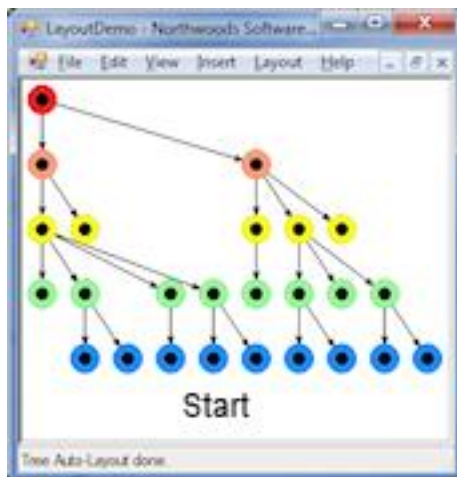 LayoutDemo - Northwoods Software...
File Edit View Insert Layout Help
Start
Tree Auto-Layout done.